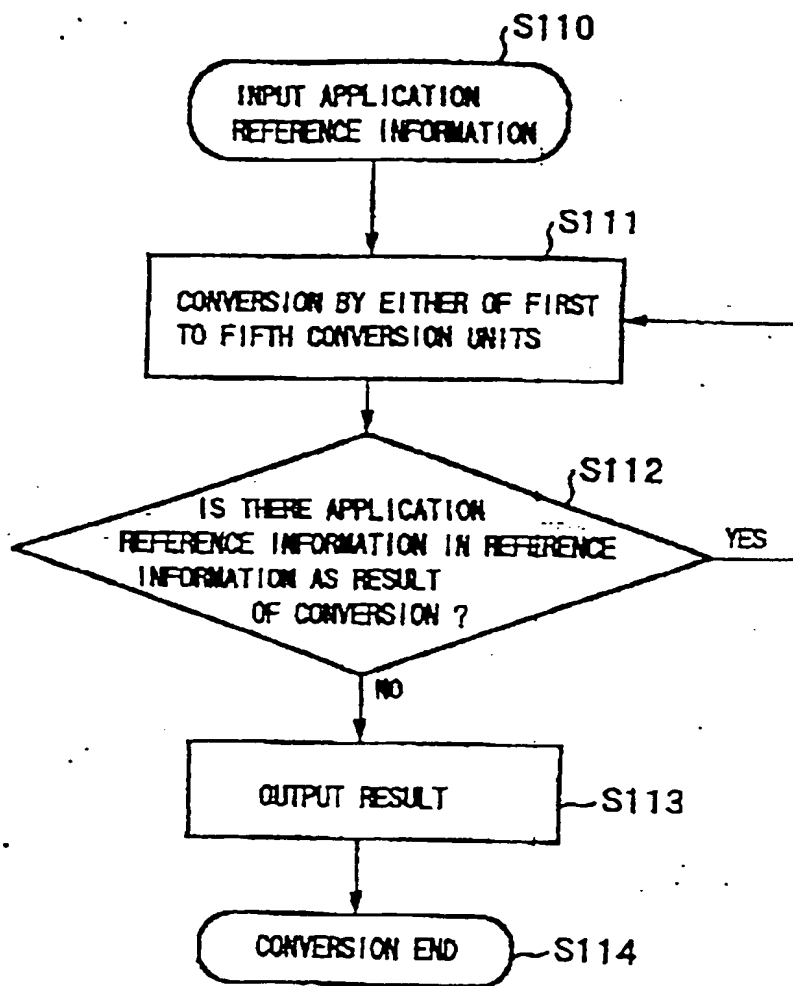 S110
INPUT APPLICATION
REFERENCE INFORMATION
S111
CONVERSION BY EITHER OF FIRST
TO FIFTH CONVERSION UNITS
S112
IS THERE APPLICATION
REFERENCE INFORMATION IN REFERENCE
INFORMATION AS RESULT
OF CONVERSION ?
YES
NO
OUTPUT RESULT
S113
CONVERSION END
S114